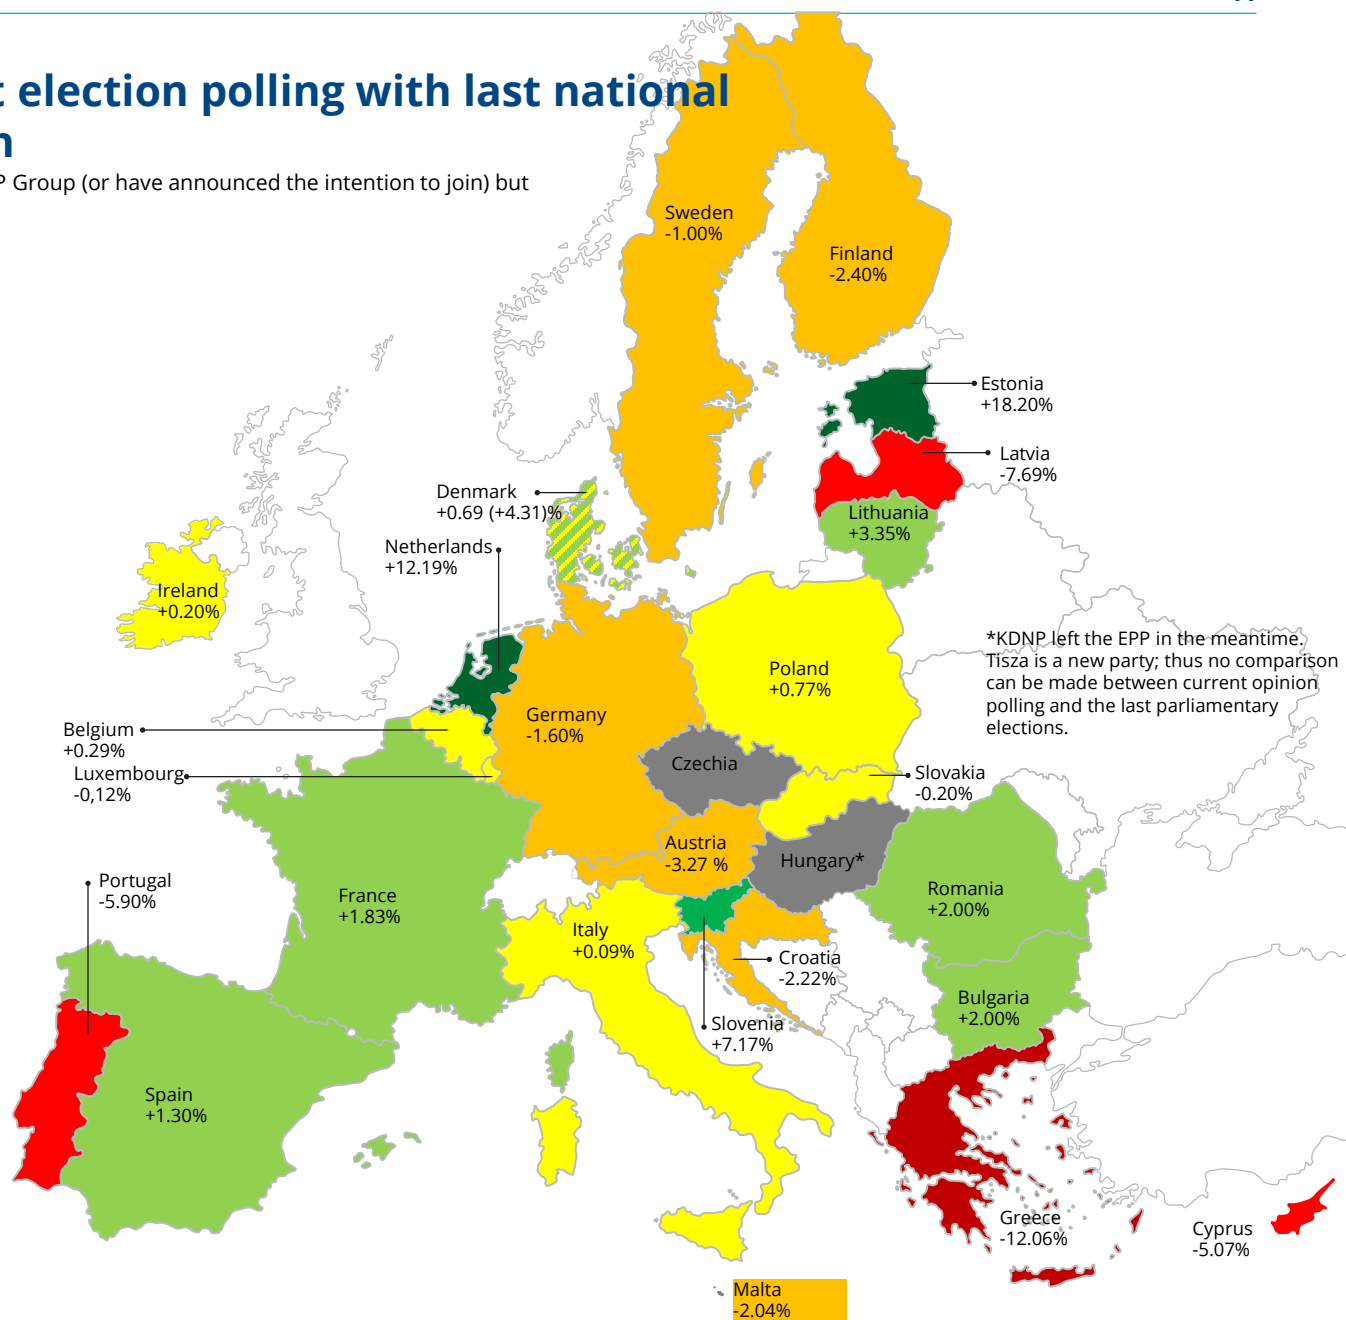 election polling with last national
P Group (or have announced the intention to join) but
Sweden
-1.00%
Finland
-2.40%
Estonia
+18.20%
Latvia
-7.69%
Denmark
+0.69 (+4.31)%
Lithuania
+3.35%
Netherlands
+12.19%
Ireland
+0.20%
*KDNP left the EPP in the meantime.
Tisza is a new party; thus no comparison
can be made between current opinion
polling and the last parliamentary
elections.
Poland
+0.77%
Germany
-1.60%
Belgium
+0.29%
Luxembourg
-0,12%
Czechia
Slovakia
-0.20%
Austria
-3.27 %
Hungary*
Portugal
-5.90%
France
+1.83%
Romania
+2.00%
Italy
+0.09%
Croatia
-2.22%
Bulgaria
+2.00%
Slovenia
+7.17%
Spain
+1.30%
Greece
-12.06%
Cyprus
-5.07%
Malta
-2.04%